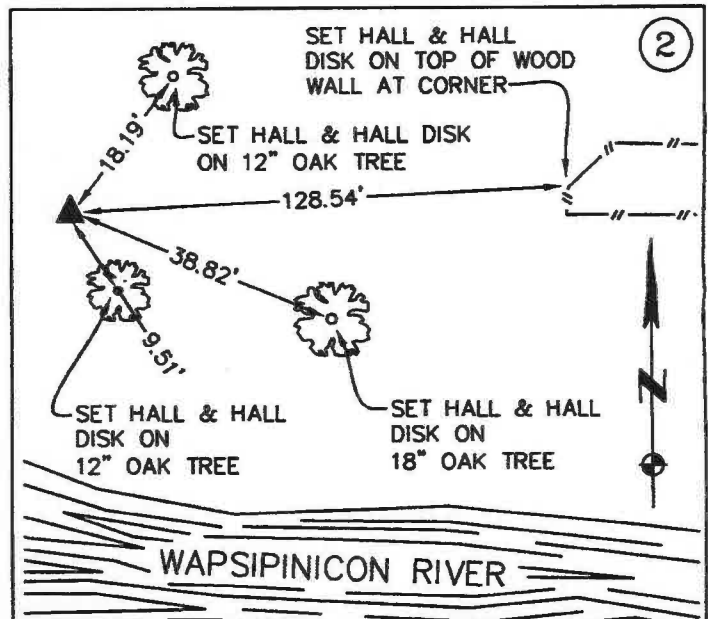 SET HALL & HALL
DISK ON TOP OF WOOD
WALL AT CORNER
2
18.19'
SET HALL & HALL DISK
ON 12" OAK TREE
128.54'
38.82'
9.51'
SET HALL & HALL
DISK ON
12" OAK TREE
SET HALL & HALL
DISK ON
18" OAK TREE
N
WAPSIPINICON RIVER